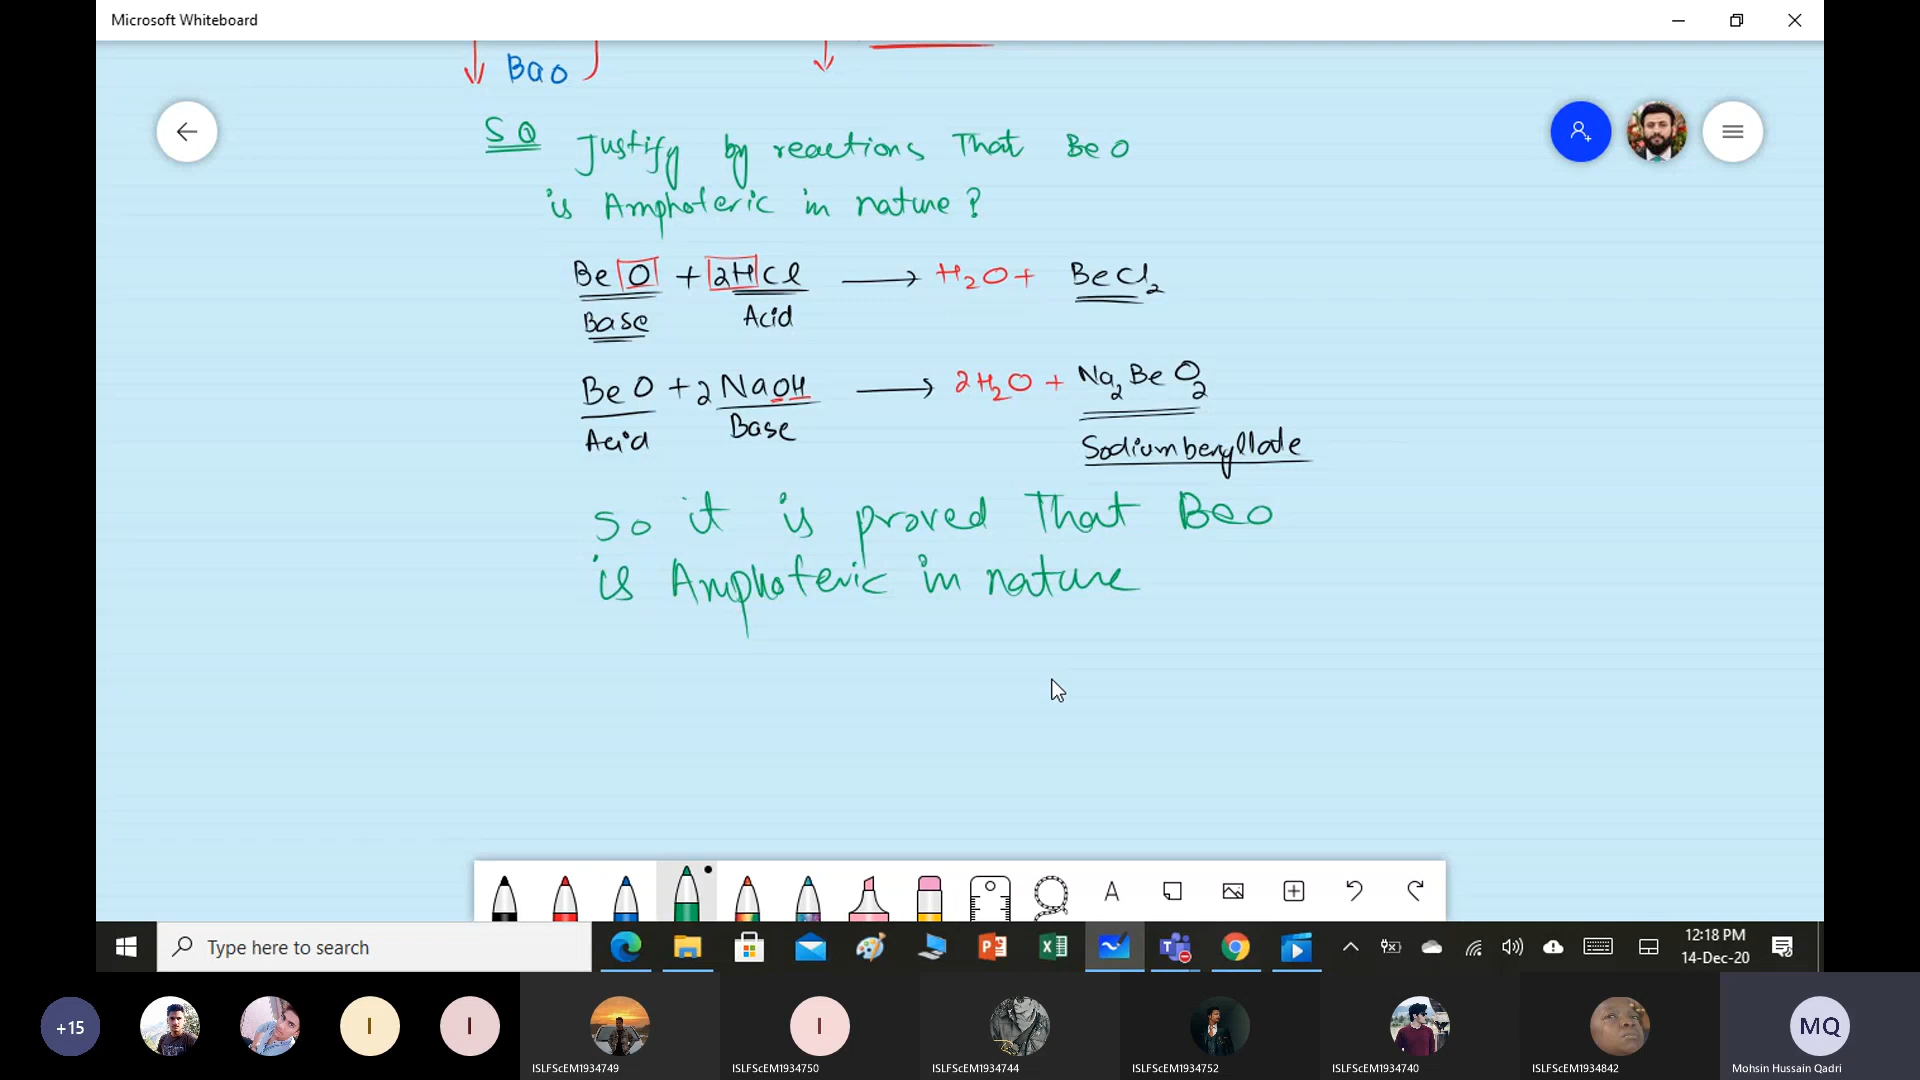 Microsoft Whiteboard
BaO
SQ Justify by reactions That BeO
is Amphoteric in nature?
BeO + 2HCl ⟶ H₂O + BeCl₂
Base Acid
BeO + 2NaOH ⟶ 2H₂O + Na₂BeO₂
Acid Base Sodium beryllate
So it is proved That BeO
is Amphoteric in nature
A
Type here to search
12:18 PM
14-Dec-20
+15
I
I
I
MQ
ISLFScEM1934749
ISLFScEM1934750
ISLFScEM1934744
ISLFScEM1934752
ISLFScEM1934740
ISLFScEM1934842
Mohsin Hussain Qadri